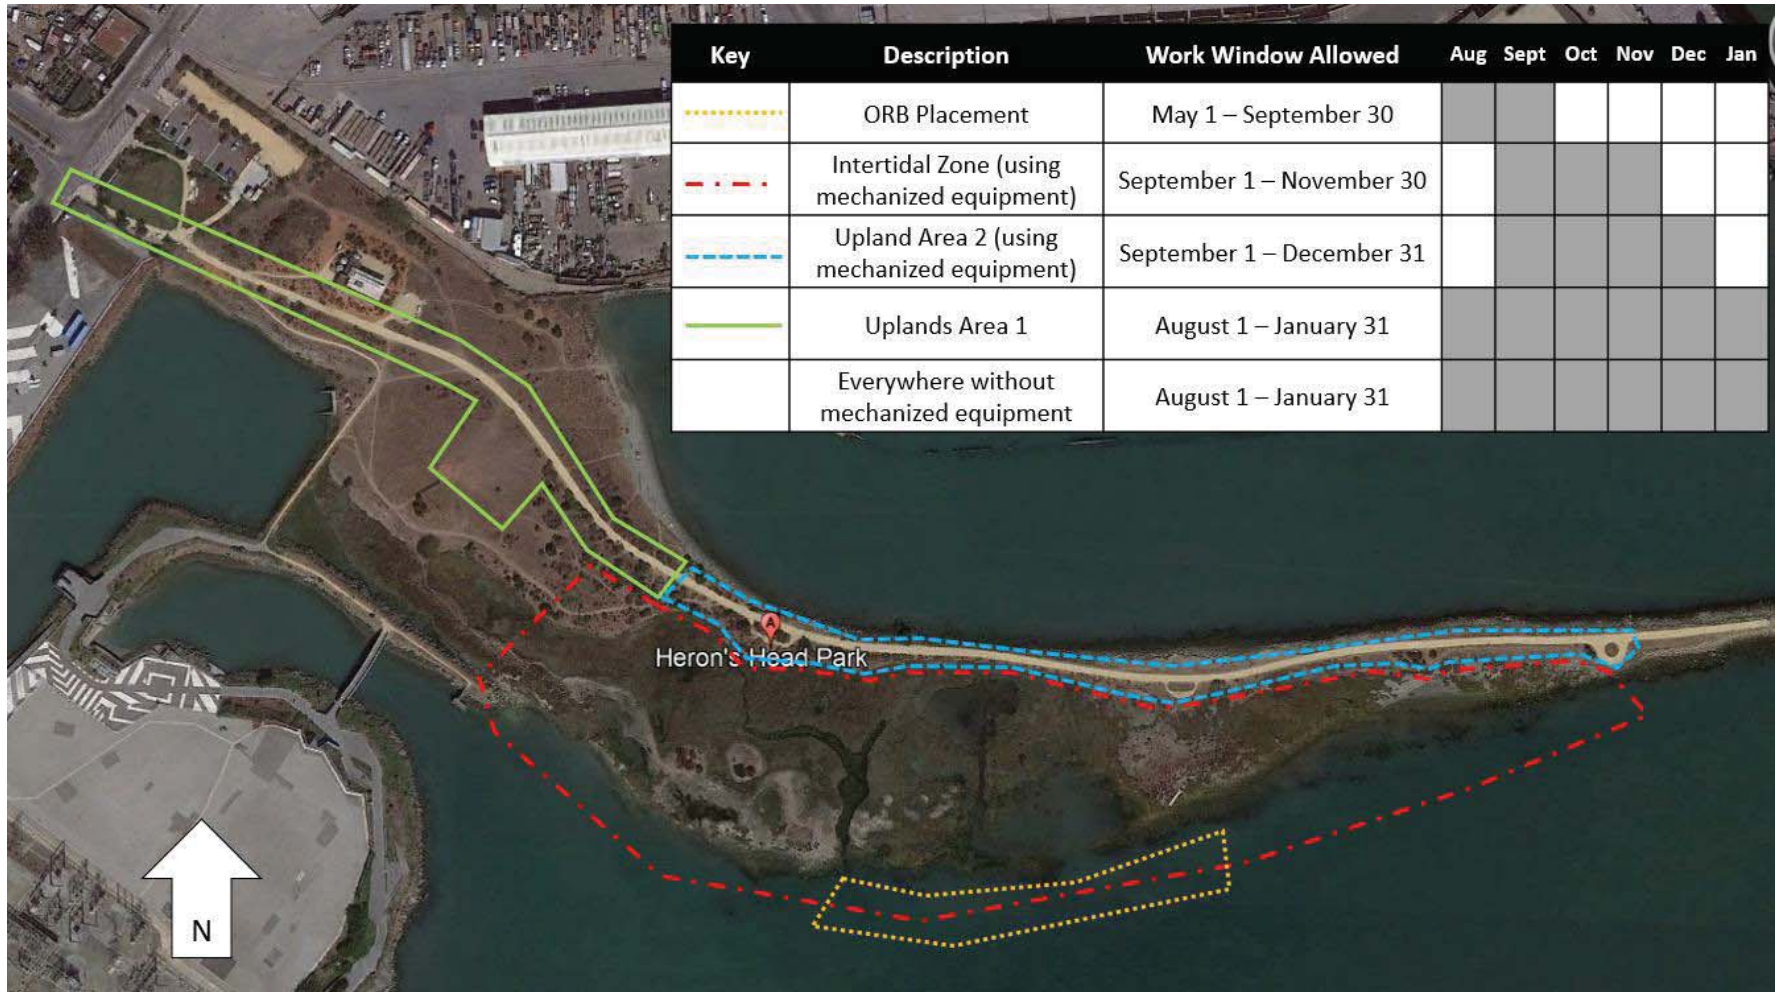 Key Description Work Window Allowed Aug Sept Oct Nov Dec Jan
ORB Placement May 1 – September 30
Intertidal Zone (using
mechanized equipment) September 1 – November 30
Upland Area 2 (using
mechanized equipment) September 1 – December 31
Uplands Area 1 August 1 – January 31
Everywhere without
mechanized equipment August 1 – January 31
A
Heron's Head Park
N